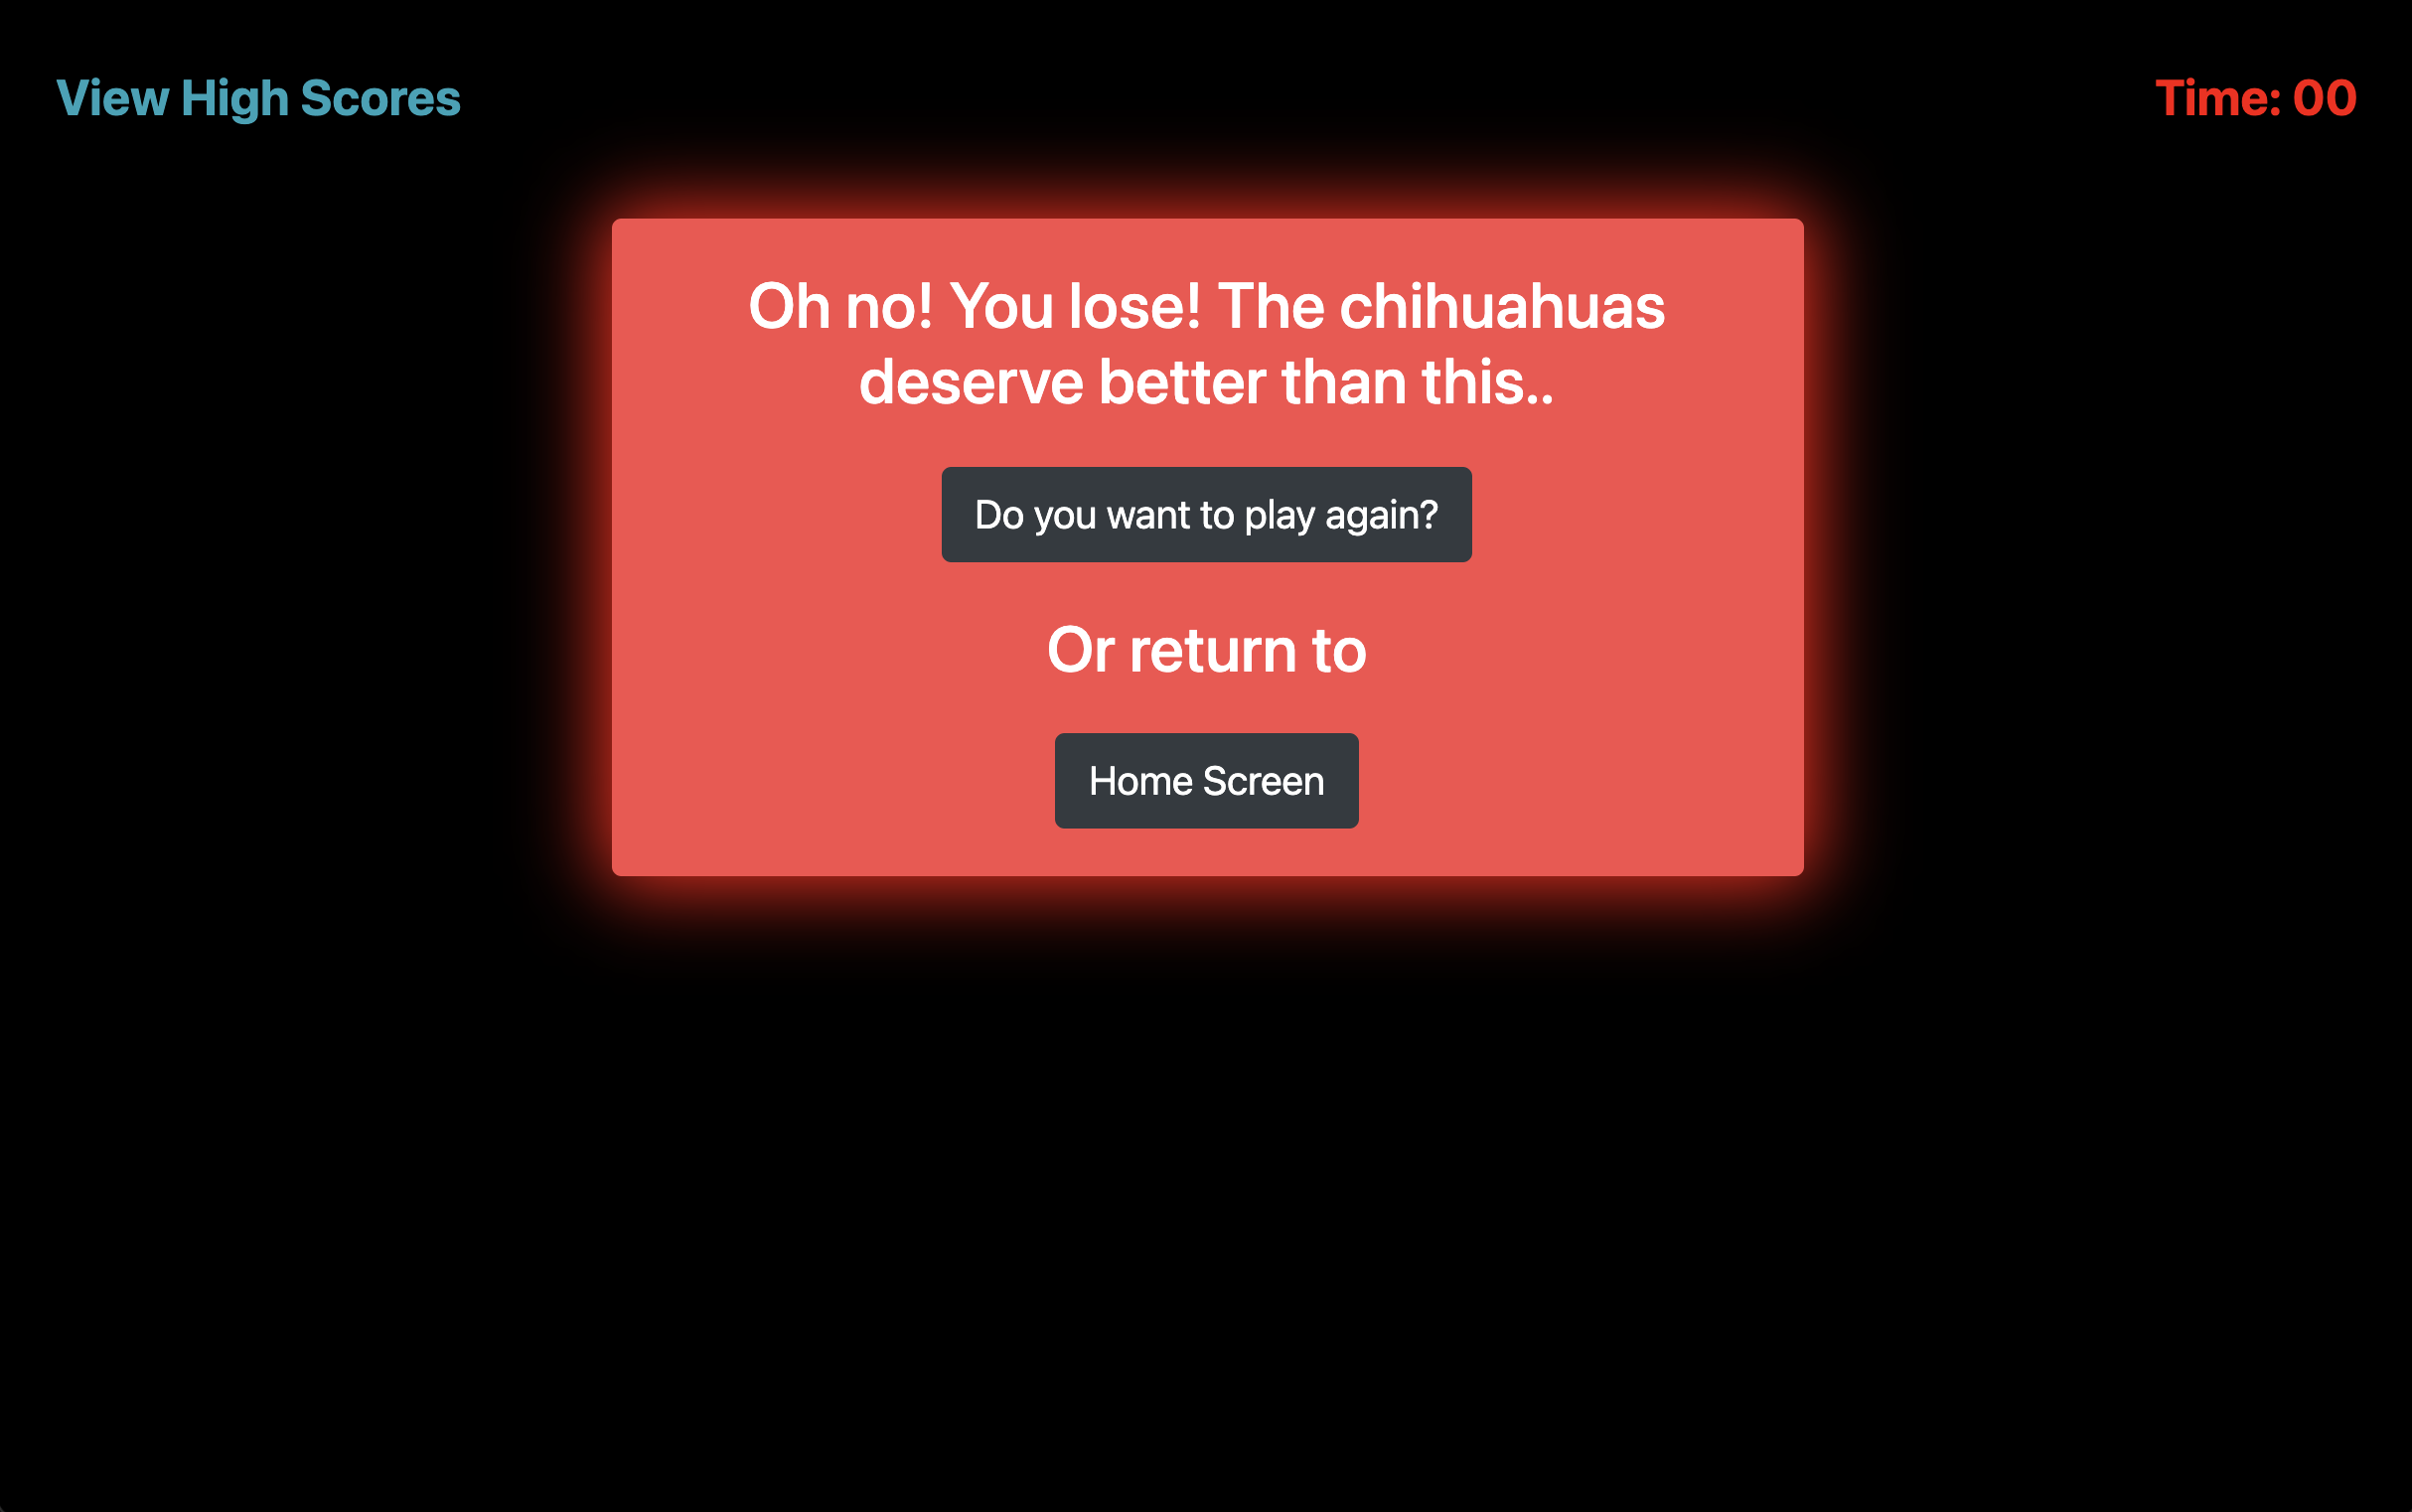 View High Scores
Time: 00
Oh no! You lose! The chihuahuas
deserve better than this..
Do you want to play again?
Or return to
Home Screen